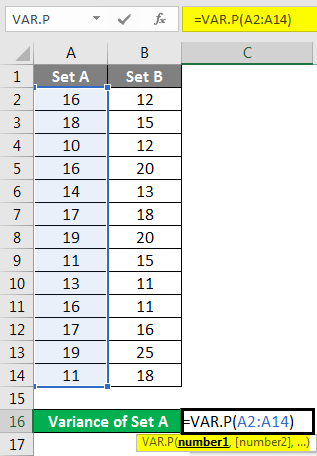 VAR.P =VAR.P(A2:A14)
A B C
1 Set A Set B
2 16 12
3 18 15
4 10 12
5 16 20
6 14 13
7 17 18
8 19 20
9 11 15
10 13 11
11 16 11
12 17 16
13 19 25
14 11 18
15
16 Variance of Set A =VAR.P(A2:A14)
17 VAR.P(number1, [number2], ...)